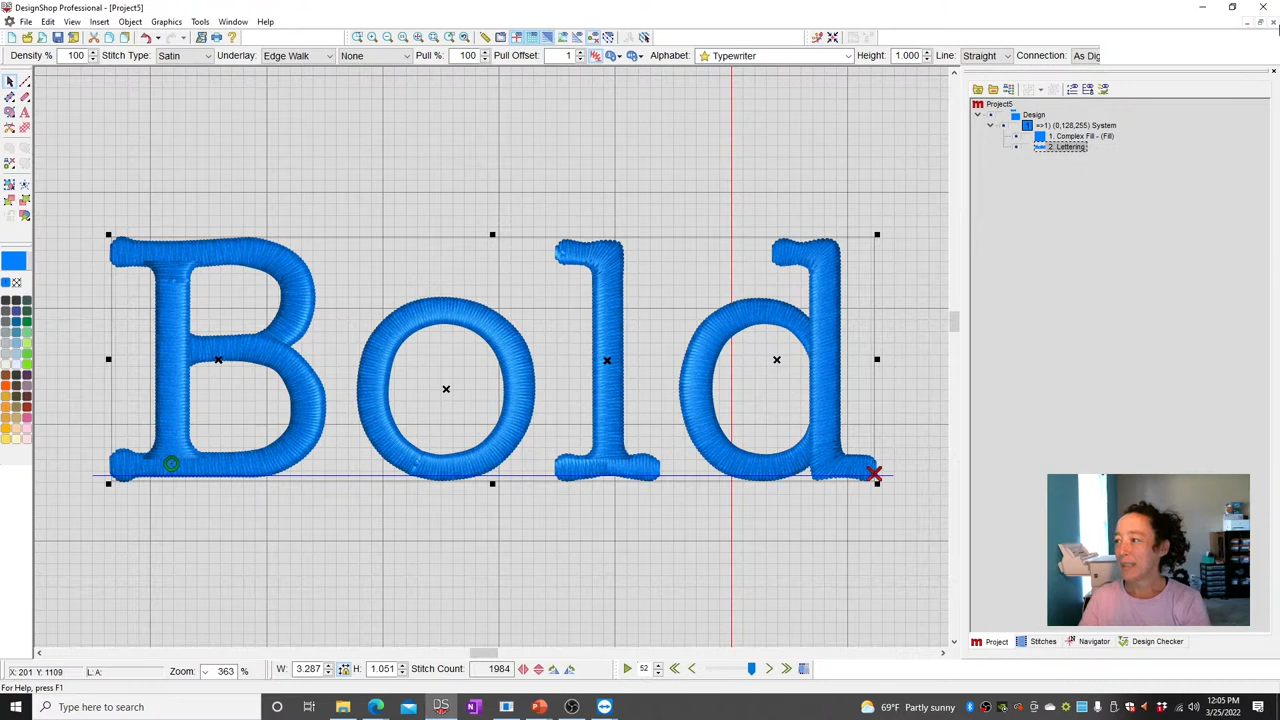 DesignShop Professional - [Project5]
File Edit View Insert Object Graphics Tools Window Help
Density % 100 Stitch Type: Satin Underlay: Edge Walk None Pull % 100 Pull Offset: 1 Alphabet: Typewriter Height: 1.000 Line: Straight Connection: As Dig
Project5
Design
=>1) (0,128,255) System
1. Complex Fill - (Fill)
2. Lettering
Bold
Project Stitches Navigator Design Checker
X: 201 Y: 1109 L: A: Zoom: 363 % W: 3.287 H: 1.051 Stitch Count: 1984 52
For Help, press F1
Type here to search
DS
69°F Partly sunny
12:05 PM
3/25/2022